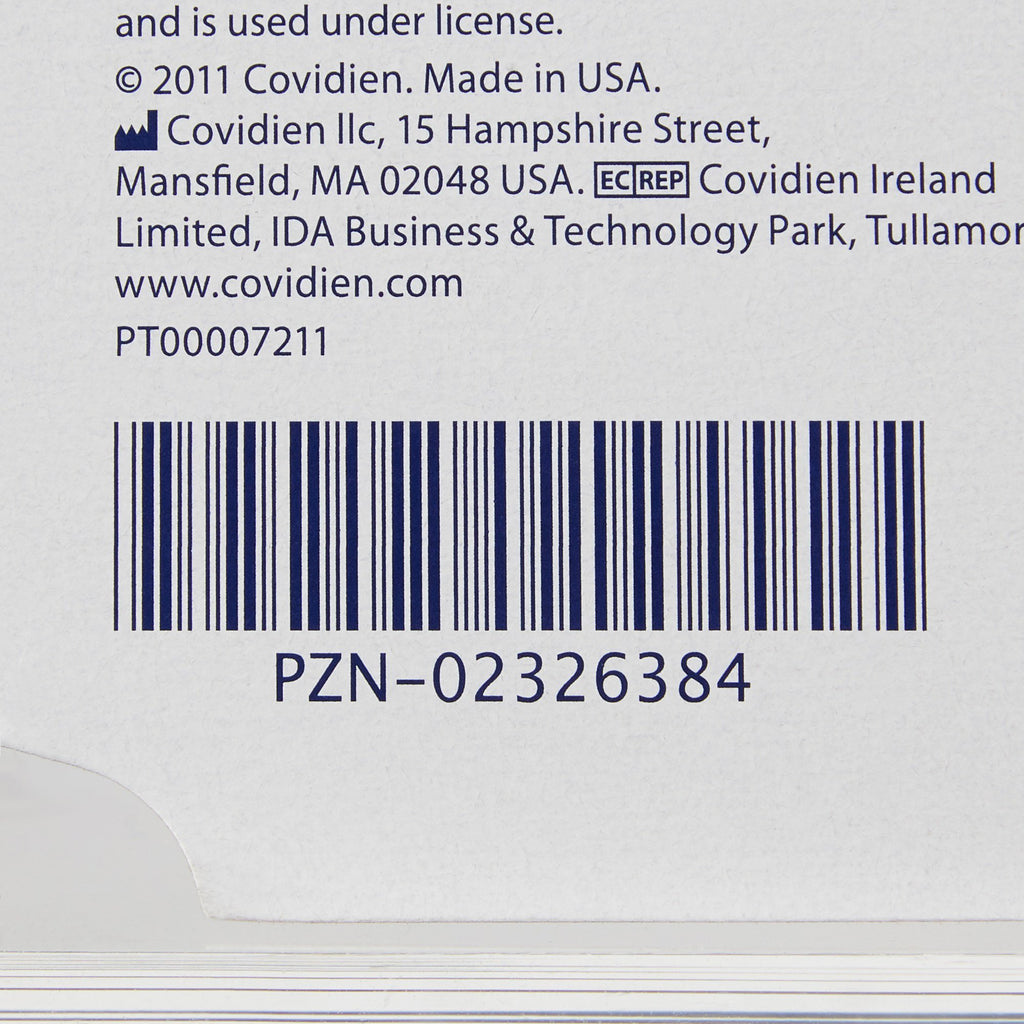 and is used under license.
© 2011 Covidien. Made in USA.
Covidien llc, 15 Hampshire Street,
Mansfield, MA 02048 USA. EC REP Covidien Ireland
Limited, IDA Business & Technology Park,
www.covidien.com
PT00007211
PZN–02326384